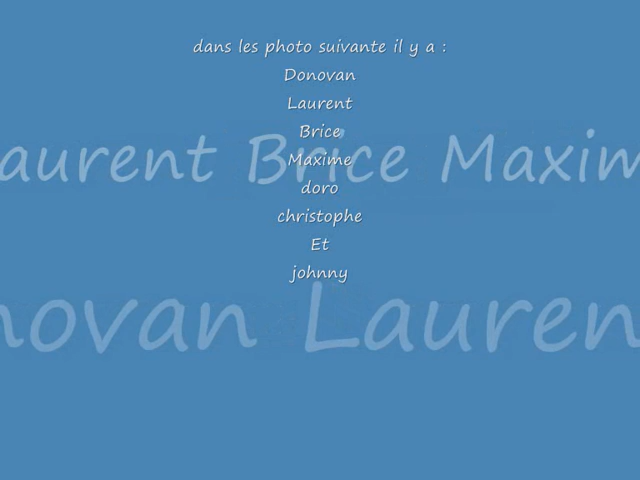 dans les photo suivante il y a :
Donovan
Laurent
Brice
Maxime
doro
christophe
Et
johnny
aurent Brice Maxim
novan Lauren